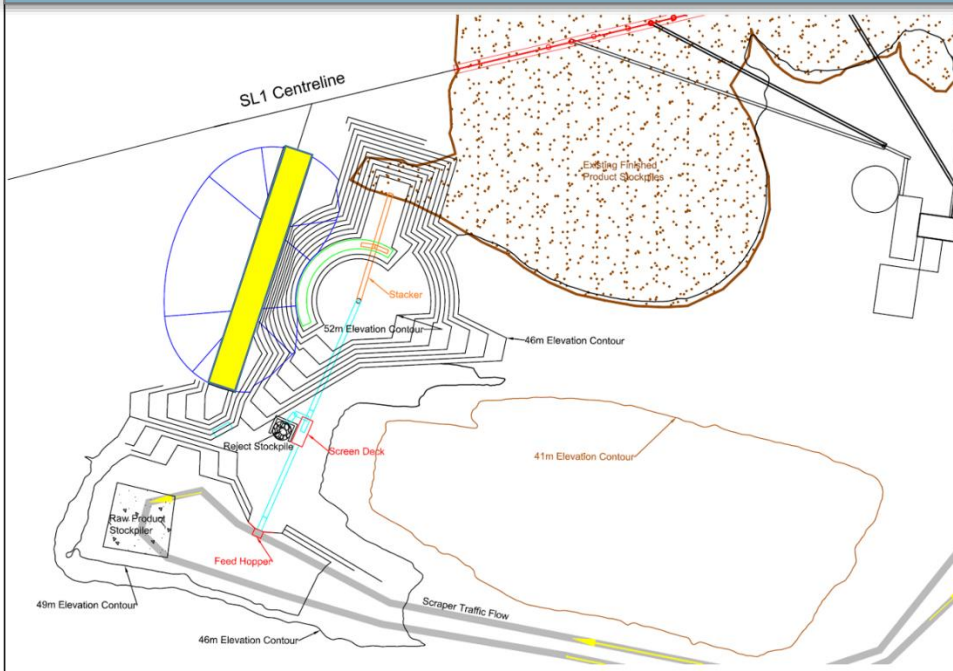 SL1 Centreline
Existing Finished
Product Stockpiles
Stacker
52m Elevation Contour
46m Elevation Contour
Reject Stockpile
Screen Deck
41m Elevation Contour
Raw Product
Stockpiler
Feed Hopper
49m Elevation Contour
Scraper Traffic Flow
46m Elevation Contour